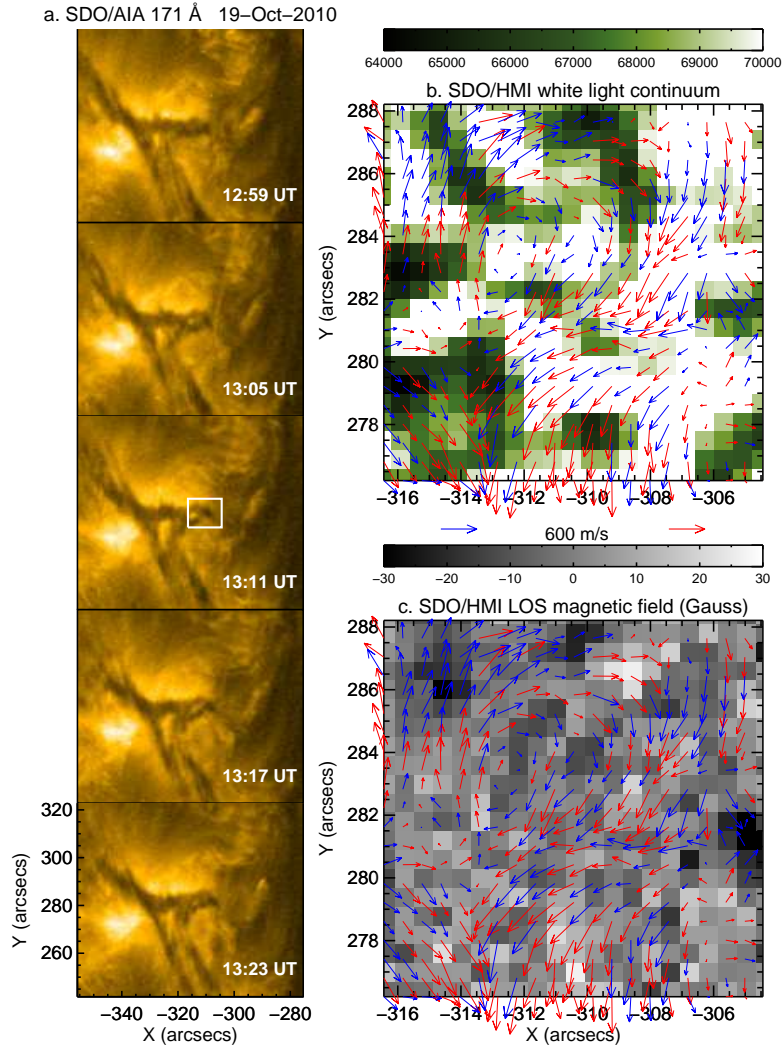 a. SDO/AIA 171 Å 19−Oct−2010
12:59 UT
13:05 UT
13:11 UT
13:17 UT
13:23 UT
320
300
280
260
Y (arcsecs)
−340 −320 −300 −280
X (arcsecs)
64000 65000 66000 67000 68000 69000 70000
b. SDO/HMI white light continuum
288
286
284
282
280
278
Y (arcsecs)
−316 −314 −312 −310 −308 −306
600 m/s
−30 −20 −10 0 10 20 30
c. SDO/HMI LOS magnetic field (Gauss)
288
286
284
282
280
278
Y (arcsecs)
−316 −314 −312 −310 −308 −306
X (arcsecs)